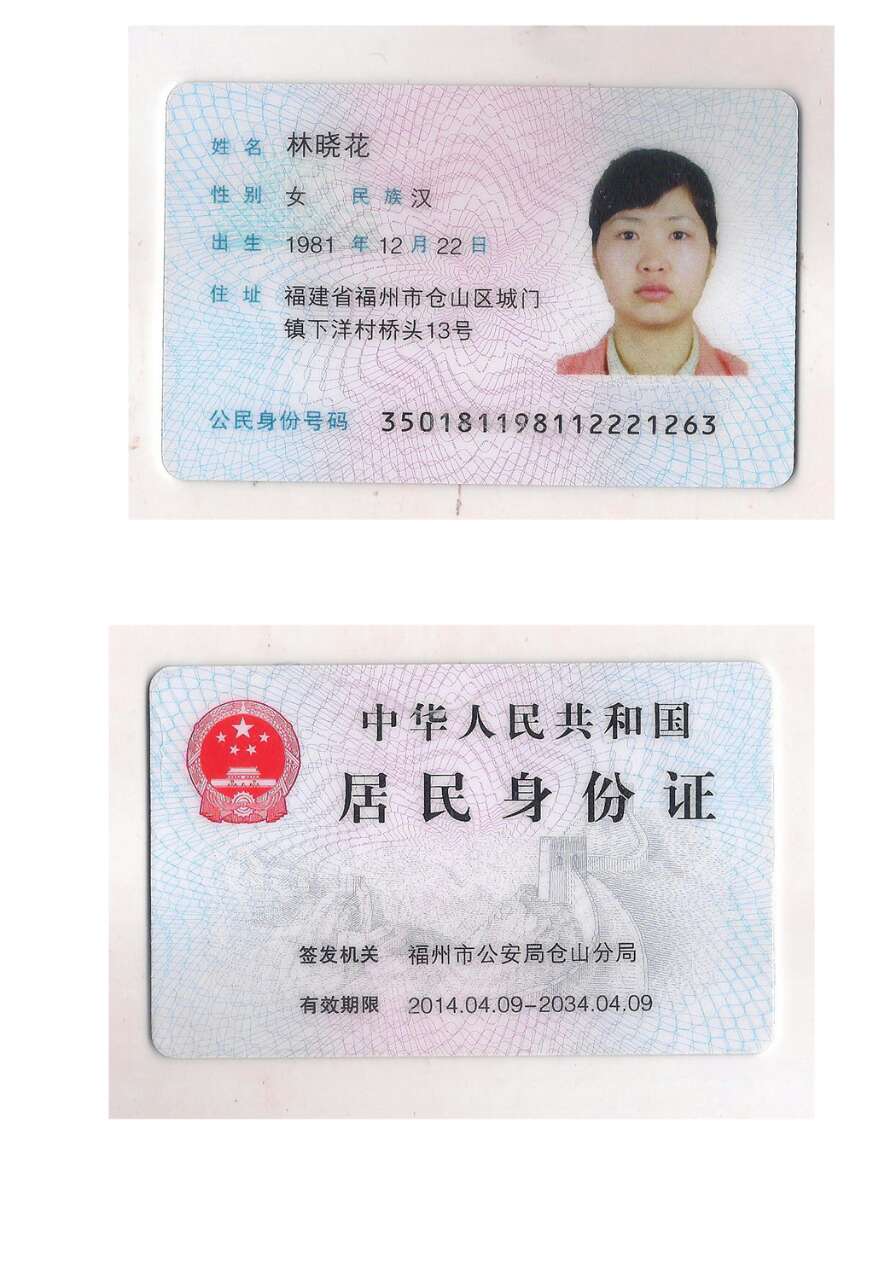 姓名 林晓花
性别 女 民族 汉
出生 1981 年 12 月 22 日
住址 福建省福州市仓山区城门
镇下洋村桥头13号
公民身份号码 350181198112221263
中华人民共和国
居民身份证
签发机关 福州市公安局仓山分局
有效期限 2014.04.09-2034.04.09